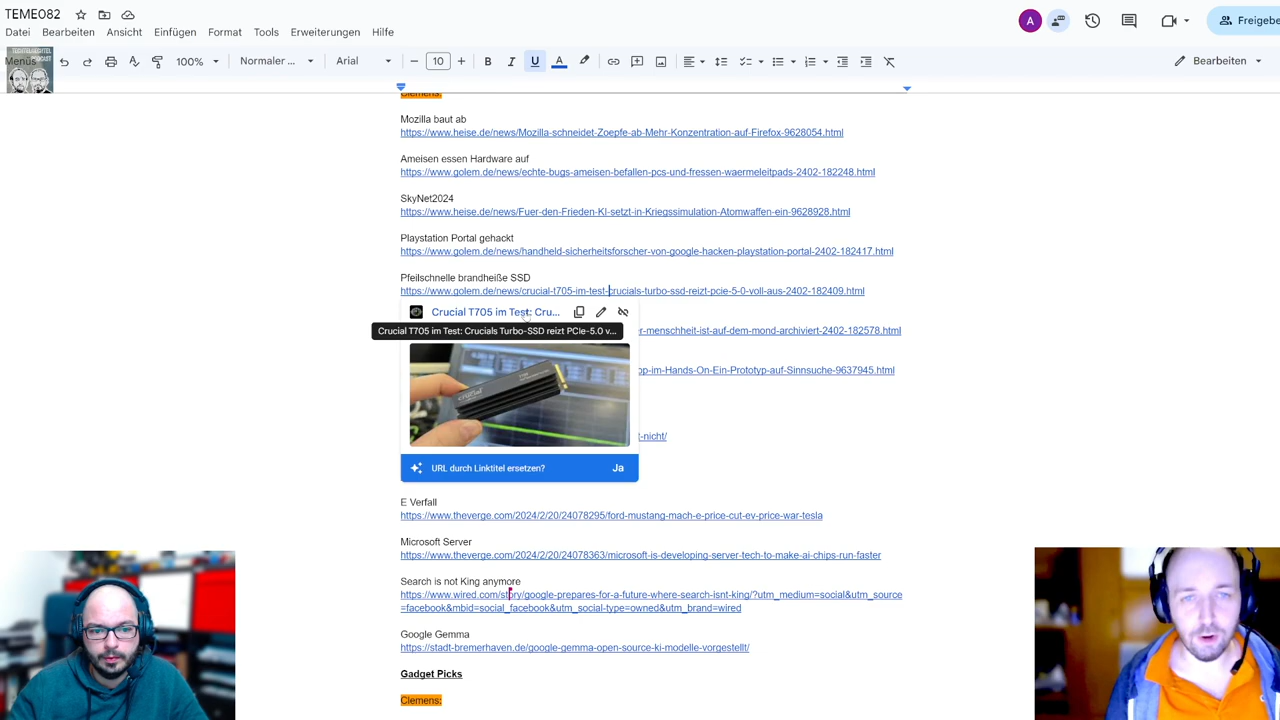 TEME082
Datei Bearbeiten Ansicht Einfügen Format Tools Erweiterungen Hilfe
Freigebe
A
Menüs
100% Normaler ... Arial 10 B I U A Bearbeiten
Clemens:
Mozilla baut ab
https://www.heise.de/news/Mozilla-schneidet-Zoepfe-ab-Mehr-Konzentration-auf-Firefox-9628054.html
Ameisen essen Hardware auf
https://www.golem.de/news/echte-bugs-ameisen-befallen-pcs-und-fressen-waermeleitpads-2402-182248.html
SkyNet2024
https://www.heise.de/news/Fuer-den-Frieden-KI-setzt-in-Kriegssimulation-Atomwaffen-ein-9628928.html
Playstation Portal gehackt
https://www.golem.de/news/handheld-sicherheitsforscher-von-google-hacken-playstation-portal-2402-182417.html
Pfeilschnelle brandheiße SSD
https://www.golem.de/news/crucial-t705-im-test-crucials-turbo-ssd-reizt-pcie-5-0-voll-aus-2402-182409.html
Crucial T705 im Test: Cru...
Crucial T705 im Test: Crucials Turbo-SSD reizt PCIe-5.0 v...
er-menschheit-ist-auf-dem-mond-archiviert-2402-182578.html
op-im-Hands-On-Ein-Prototyp-auf-Sinnsuche-9637945.html
crucial
t-nicht/
URL durch Linktitel ersetzen? Ja
E Verfall
https://www.theverge.com/2024/2/20/24078295/ford-mustang-mach-e-price-cut-ev-price-war-tesla
Microsoft Server
https://www.theverge.com/2024/2/20/24078363/microsoft-is-developing-server-tech-to-make-ai-chips-run-faster
Search is not King anymore
https://www.wired.com/story/google-prepares-for-a-future-where-search-isnt-king/?utm_medium=social&utm_source
=facebook&mbid=social_facebook&utm_social-type=owned&utm_brand=wired
Google Gemma
https://stadt-bremerhaven.de/google-gemma-open-source-ki-modelle-vorgestellt/
Gadget Picks
Clemens: